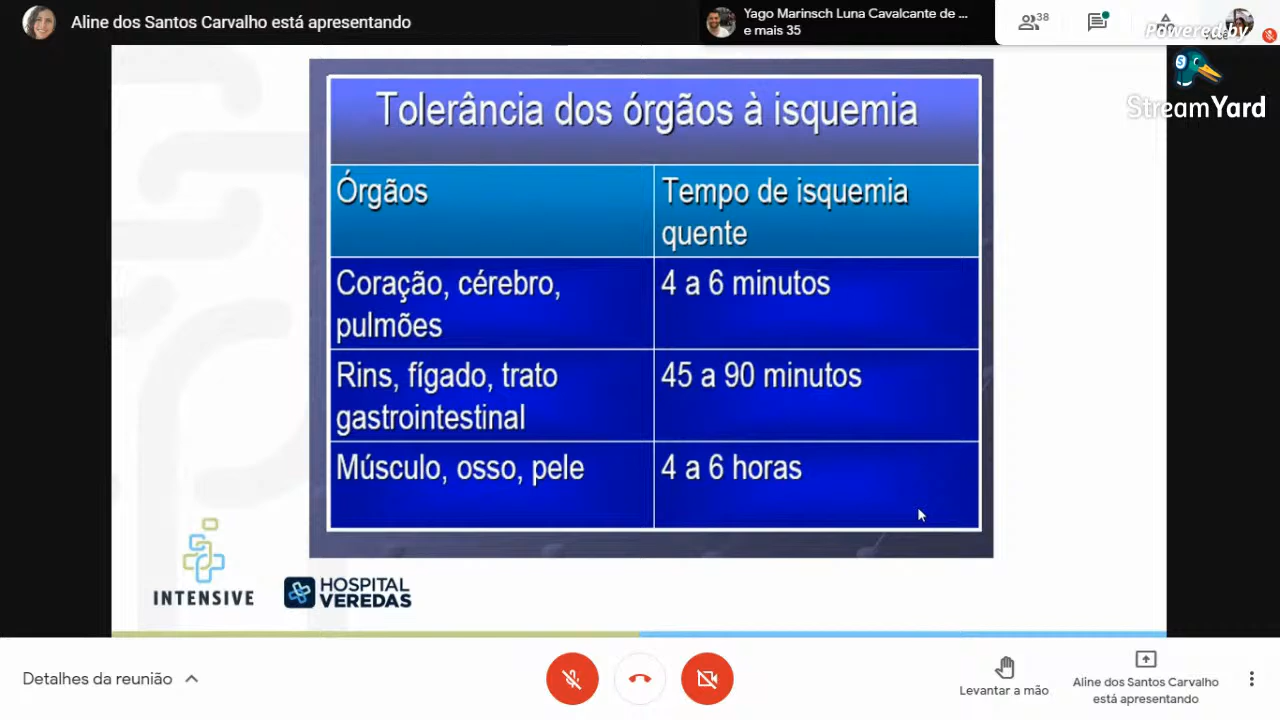 Aline dos Santos Carvalho está apresentando
Yago Marinsch Luna Cavalcante de ...
e mais 35
38
Powered by
StreamYard
Tolerância dos órgãos à isquemia
Órgãos
Tempo de isquemia
quente
Coração, cérebro,
pulmões
4 a 6 minutos
Rins, fígado, trato
gastrointestinal
45 a 90 minutos
Músculo, osso, pele
4 a 6 horas
INTENSIVE
HOSPITAL
VEREDAS
Detalhes da reunião
Levantar a mão
Aline dos Santos Carvalho
está apresentando